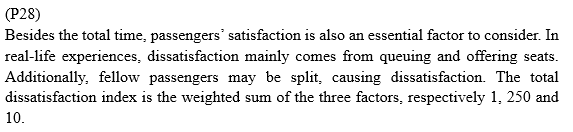 (P28)
Besides the total time, passengers’ satisfaction is also an essential factor to consider. In
real-life experiences, dissatisfaction mainly comes from queuing and offering seats.
Additionally, fellow passengers may be split, causing dissatisfaction. The total
dissatisfaction index is the weighted sum of the three factors, respectively 1, 250 and
10.